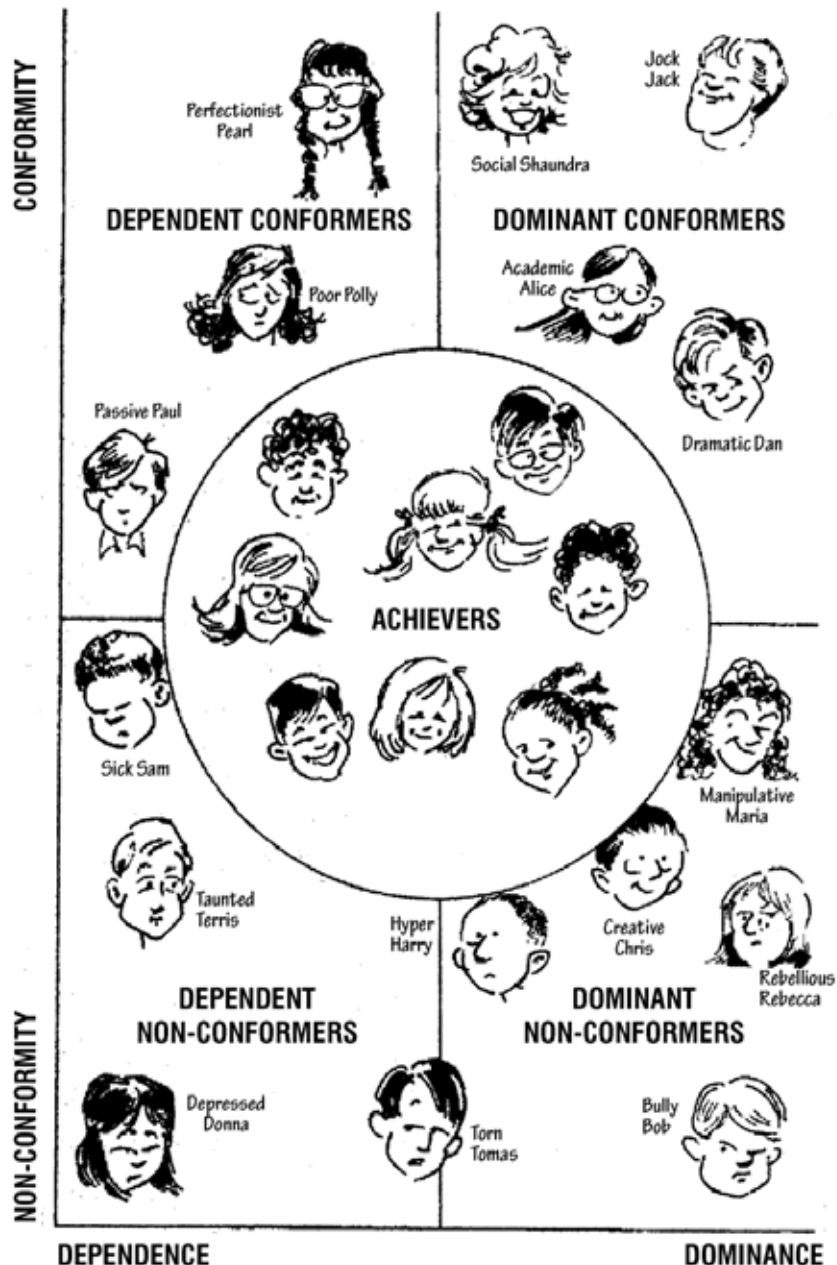 CONFORMITY
Perfectionist
Pearl
Social Shaundra
Jock
Jack
DEPENDENT CONFORMERS
DOMINANT CONFORMERS
Poor Polly
Academic
Alice
Passive Paul
Dramatic Dan
ACHIEVERS
Sick Sam
Manipulative
Maria
Taunted
Terris
Hyper
Harry
Creative
Chris
Rebellious
Rebecca
DEPENDENT
NON-CONFORMERS
DOMINANT
NON-CONFORMERS
NON-CONFORMITY
Depressed
Donna
Torn
Tomas
Bully
Bob
DEPENDENCE
DOMINANCE